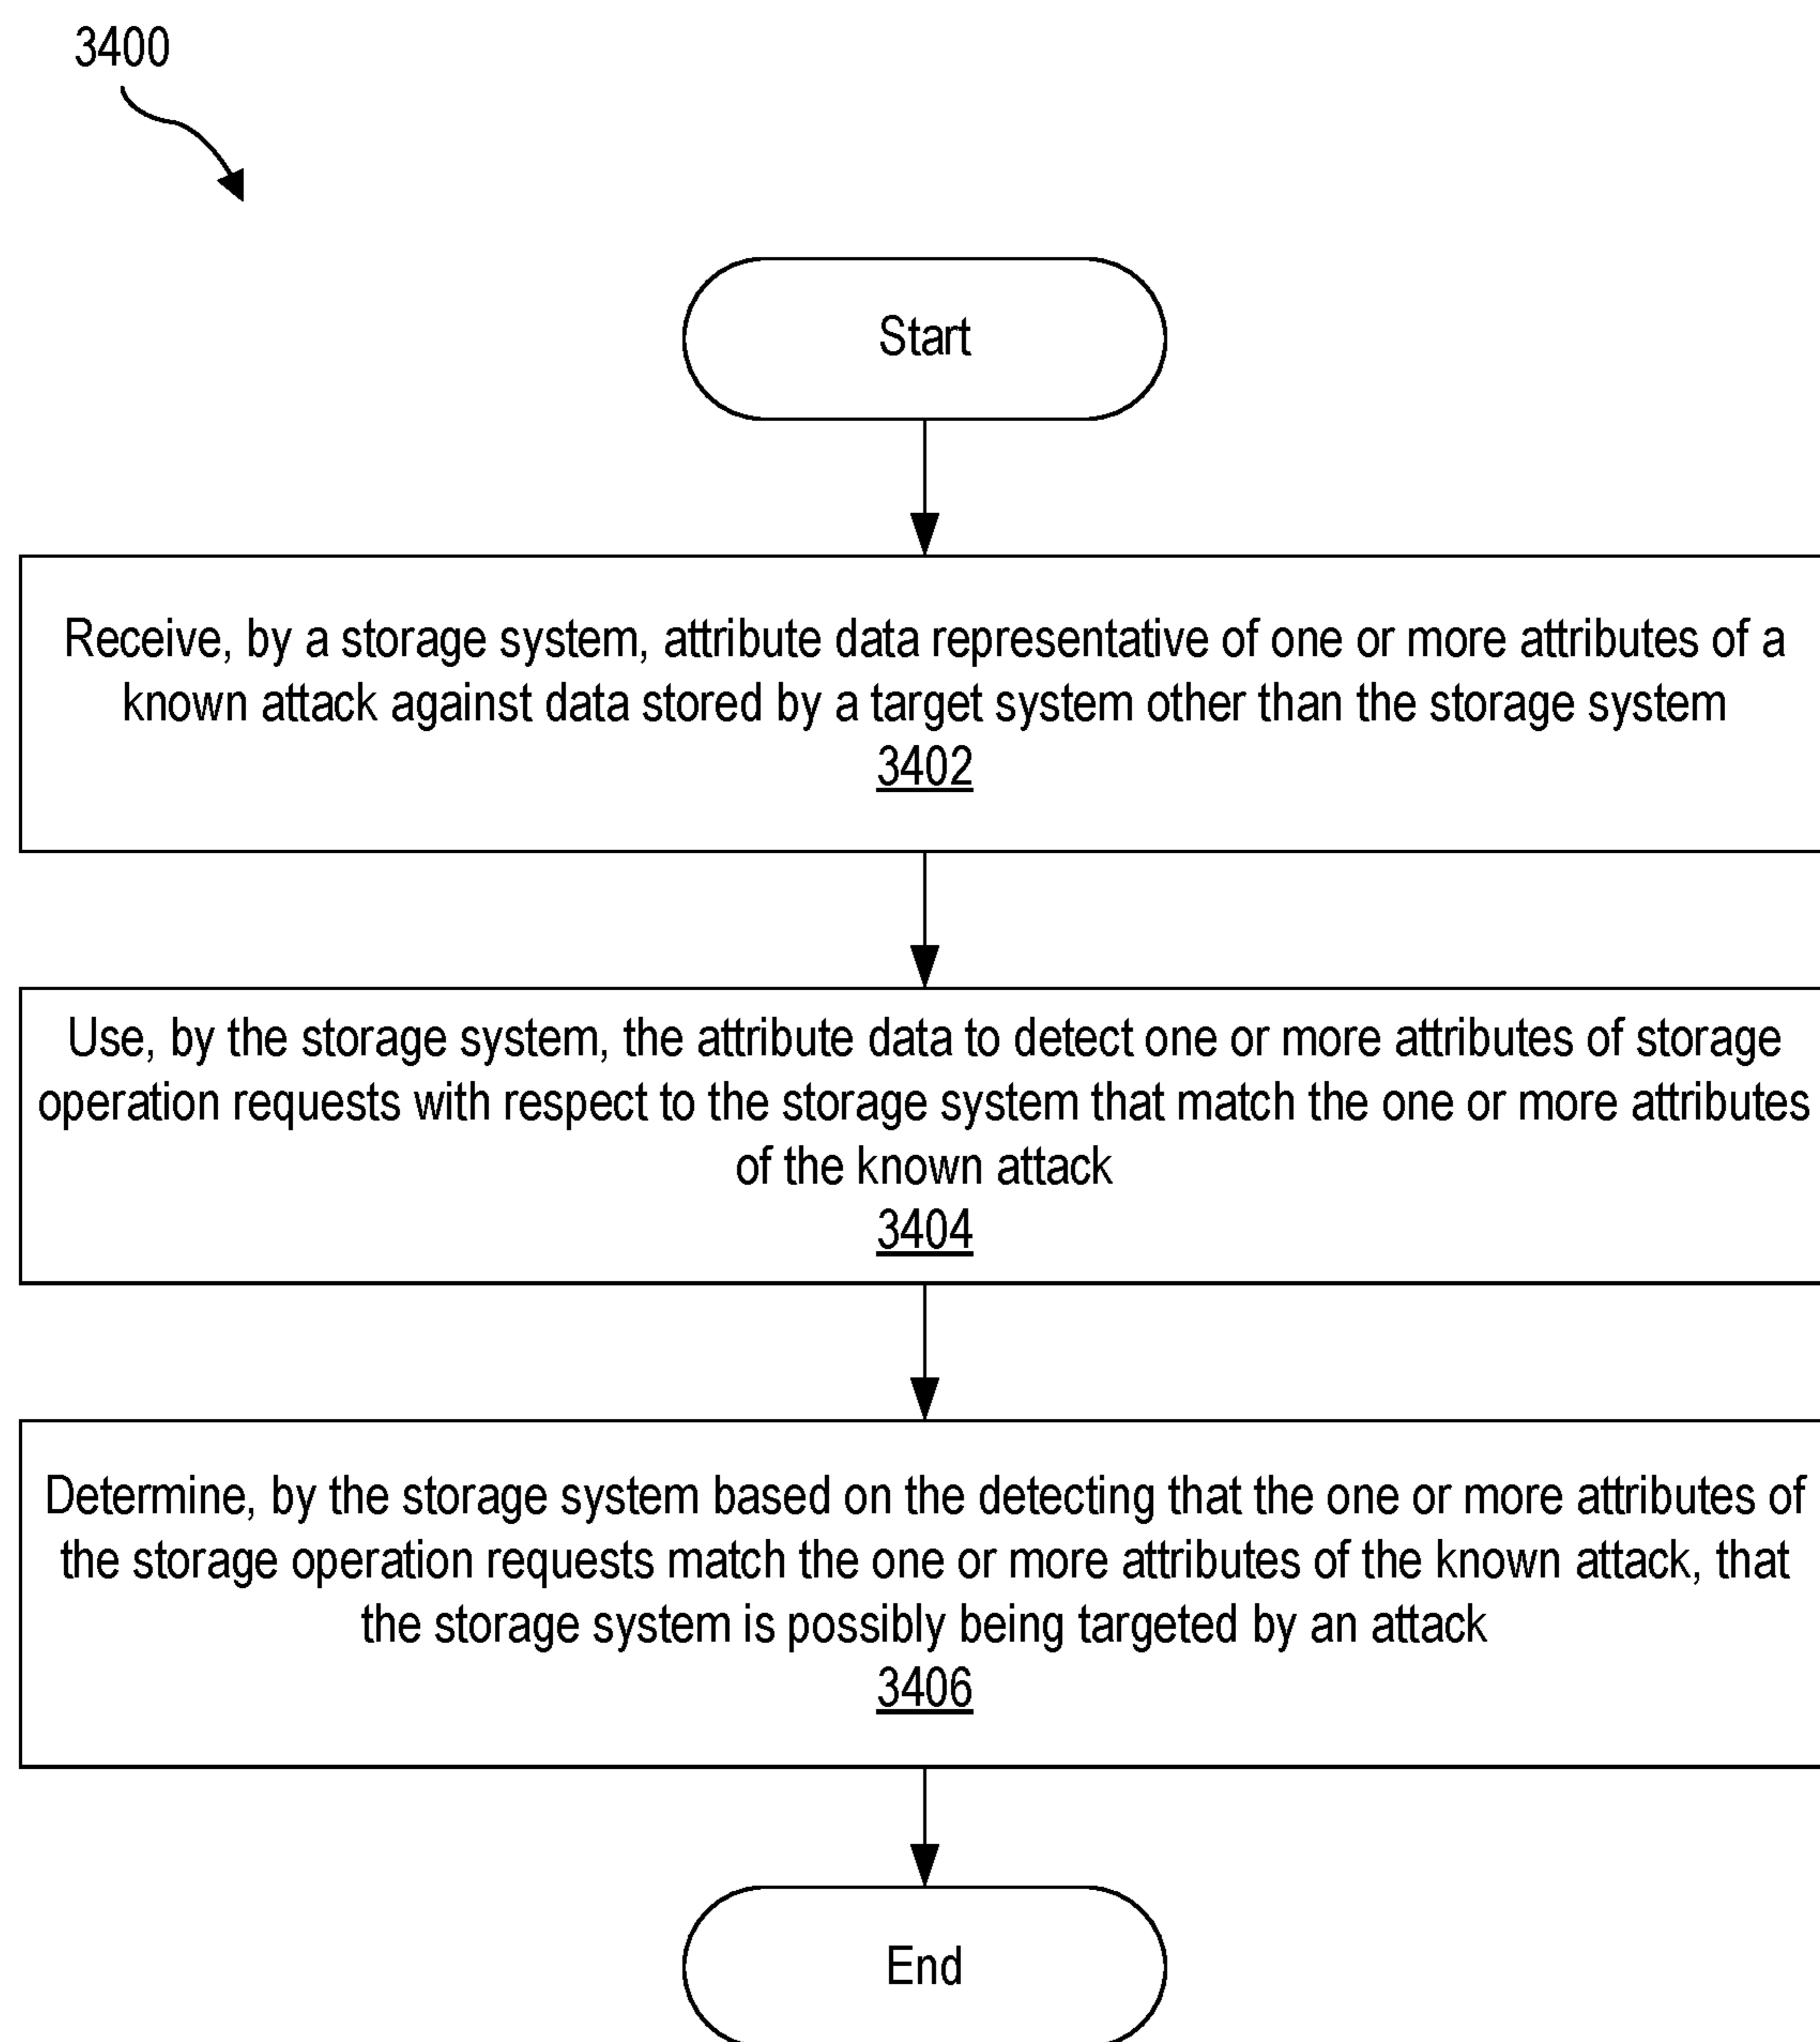 3400
Start
Receive, by a storage system, attribute data representative of one or more attributes of a
known attack against data stored by a target system other than the storage system
3402
Use, by the storage system, the attribute data to detect one or more attributes of storage
operation requests with respect to the storage system that match the one or more attributes
of the known attack
3404
Determine, by the storage system based on the detecting that the one or more attributes of
the storage operation requests match the one or more attributes of the known attack, that
the storage system is possibly being targeted by an attack
3406
End